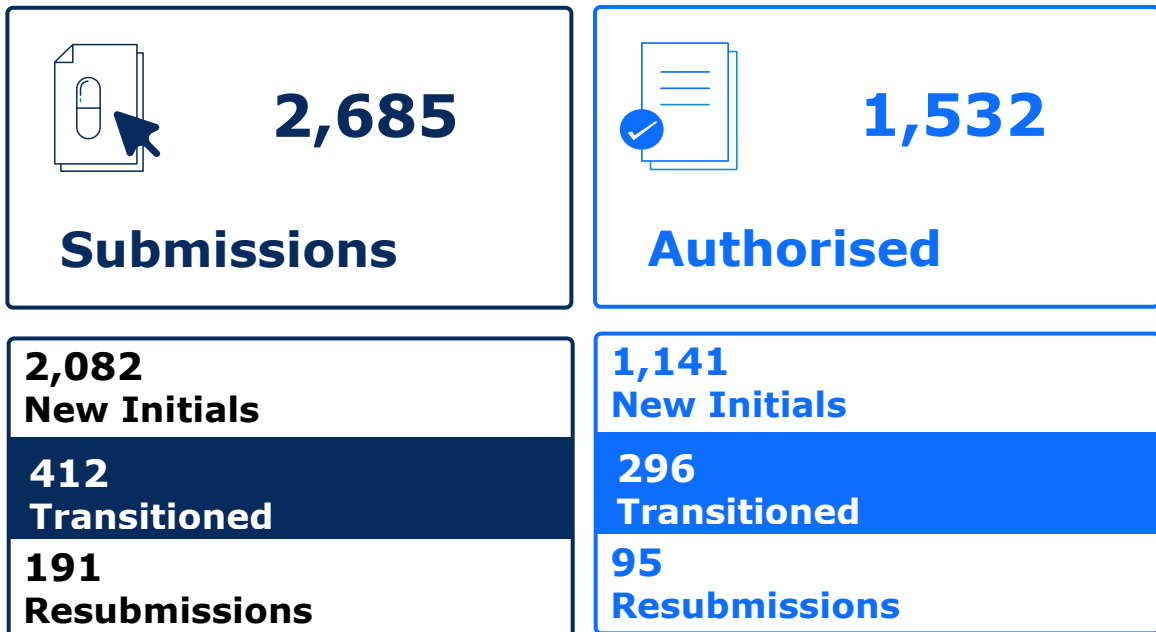 2,685
Submissions
2,082
New Initials
412
Transitioned
191
Resubmissions
1,532
Authorised
1,141
New Initials
296
Transitioned
95
Resubmissions